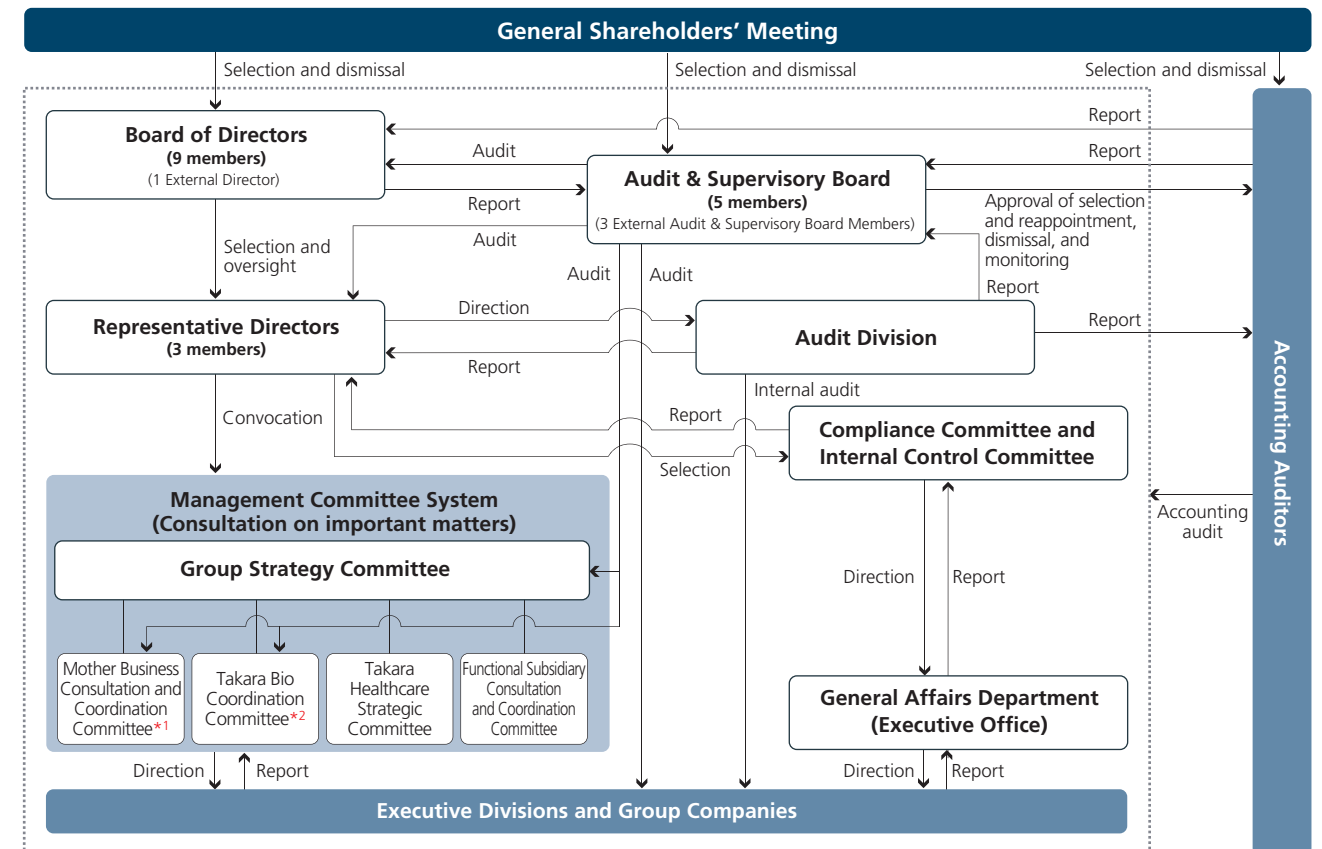 General Shareholders' Meeting
Selection and dismissal
Selection and dismissal
Selection and dismissal
Board of Directors
(9 members)
(1 External Director)
Report
Audit
Report
Audit & Supervisory Board
(5 members)
(3 External Audit & Supervisory Board Members)
Report
Approval of selection
and reappointment,
dismissal, and
monitoring
Audit
Selection and
oversight
Audit
Audit
Report
Representative Directors
(3 members)
Direction
Report
Audit Division
Report
Accounting Auditors
Internal audit
Convocation
Report
Selection
Compliance Committee and
Internal Control Committee
Management Committee System
(Consultation on important matters)
Accounting
audit
Group Strategy Committee
Direction
Report
Mother Business
Consultation and
Coordination
Committee*1
Takara Bio
Coordination
Committee*2
Takara
Healthcare
Strategic
Committee
Functional Subsidiary
Consultation
and Coordination
Committee
General Affairs Department
(Executive Office)
Direction
Report
Direction
Report
Executive Divisions and Group Companies